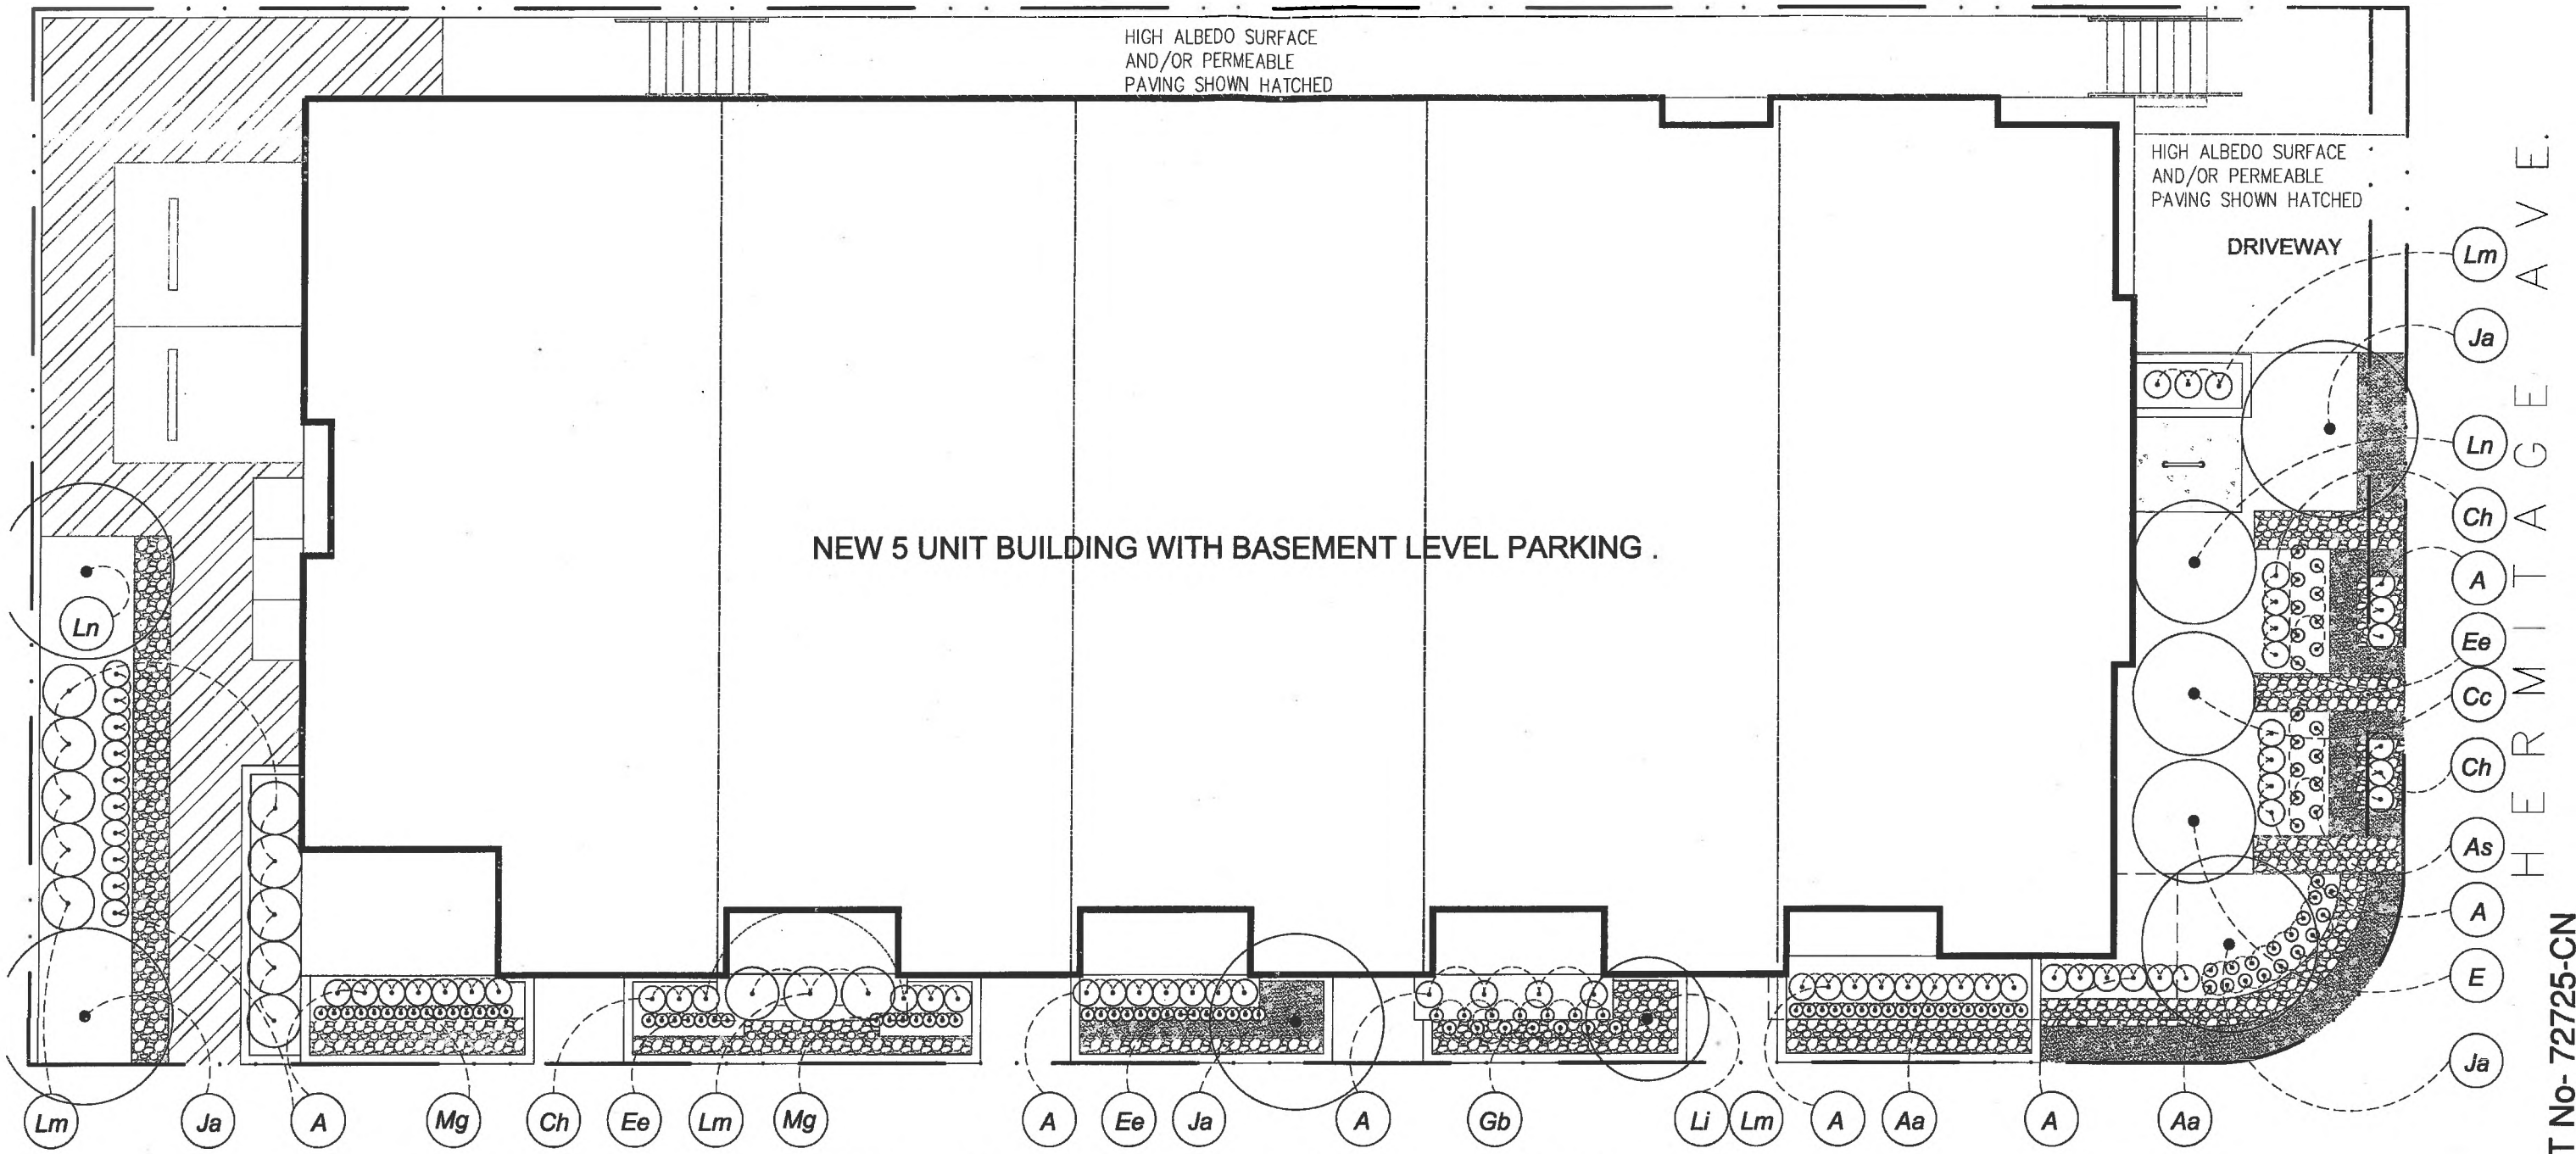 HIGH ALBEDO SURFACE
AND/OR PERMEABLE
PAVING SHOWN HATCHED
HIGH ALBEDO SURFACE
AND/OR PERMEABLE
PAVING SHOWN HATCHED
DRIVEWAY
HERMITAGE AVE.
NEW 5 UNIT BUILDING WITH BASEMENT LEVEL PARKING .
Lm
Ja
Ln
Ch
A
Ee
Cc
Ch
As
A
E
Ja
Ln
Lm
Ja
A
Mg
Ch
Ee
Lm
Mg
A
Ee
Ja
A
Gb
Li
Lm
A
Aa
A
Aa
T No- 72725-CN